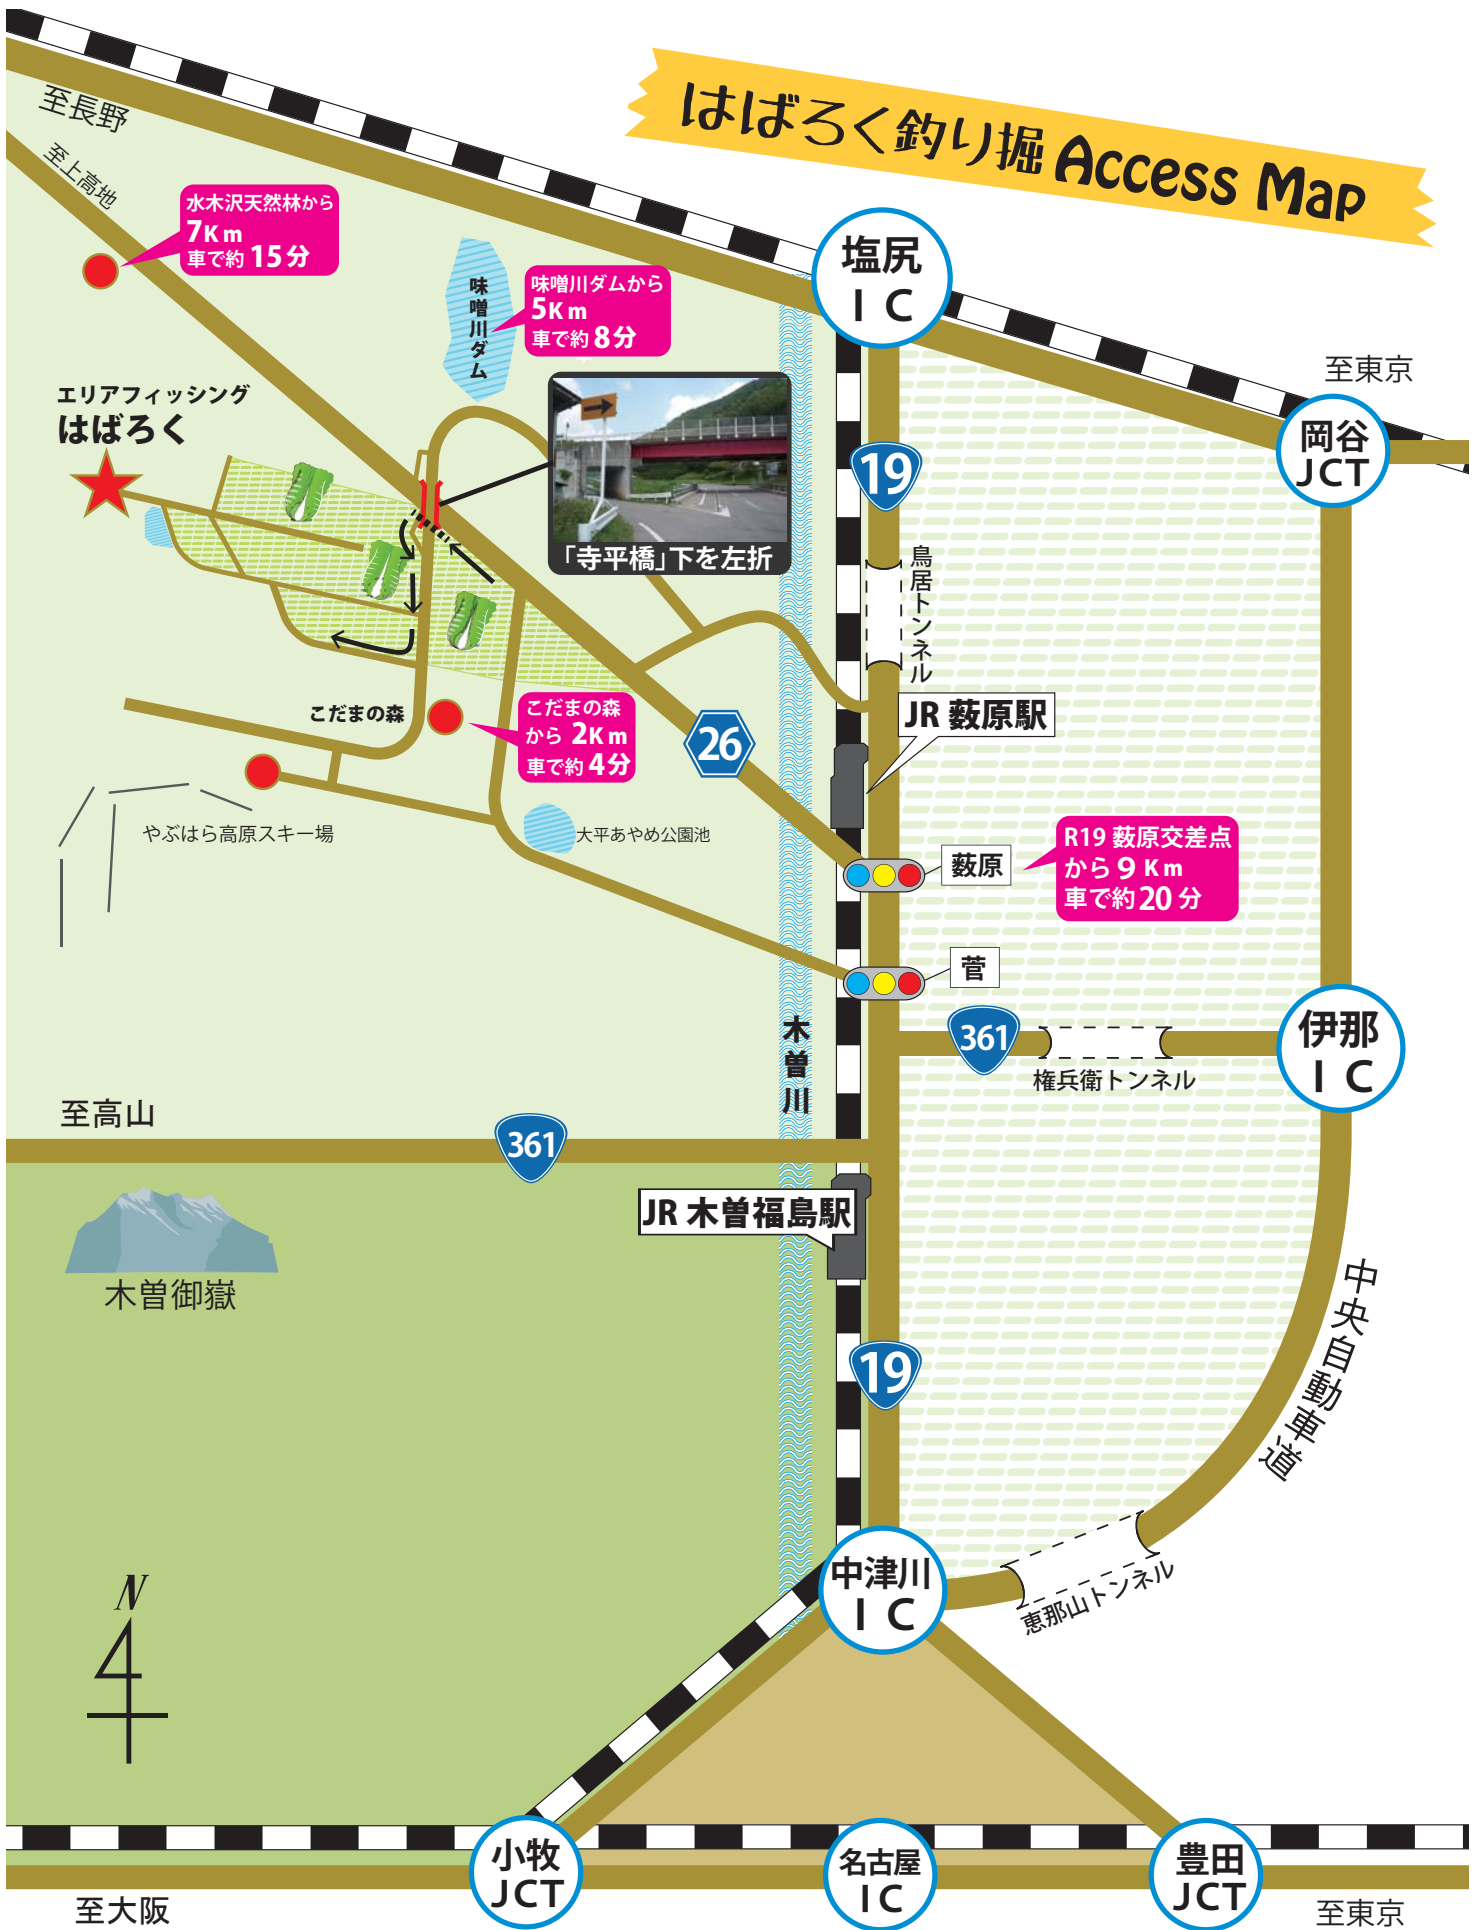 はばろく釣り掘 Access Map
至長野
至上高地
水木沢天然林から
7Km
車で約 15分
味噌川ダム
味噌川ダムから
5Km
車で約 8分
塩尻
IC
至東京
岡谷
JCT
エリアフィッシング
はばろく
「寺平橋」下を左折
19
鳥居トンネル
JR 薮原駅
こだまの森
こだまの森
から 2Km
車で約 4分
26
やぶはら高原スキー場
大平あやめ公園池
薮原
R19 薮原交差点
から 9 Km
車で約 20 分
菅
木曽川
361
権兵衛トンネル
伊那
IC
至高山
361
JR 木曽福島駅
木曽御嶽
中央自動車道
19
中津川
IC
恵那山トンネル
N
小牧
JCT
名古屋
IC
豊田
JCT
至大阪
至東京